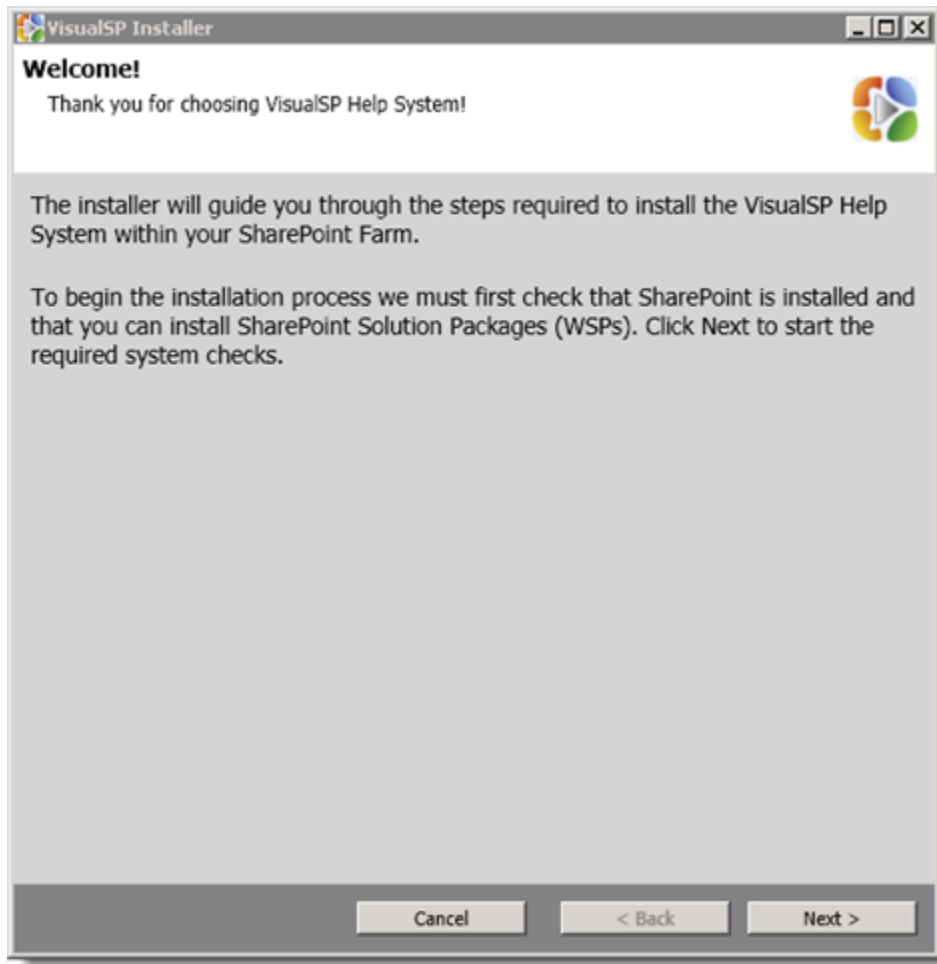 VisualSP Installer
Welcome!
Thank you for choosing VisualSP Help System!
The installer will guide you through the steps required to install the VisualSP Help
System within your SharePoint Farm.
To begin the installation process we must first check that SharePoint is installed and
that you can install SharePoint Solution Packages (WSPs). Click Next to start the
required system checks.
Cancel
< Back
Next >